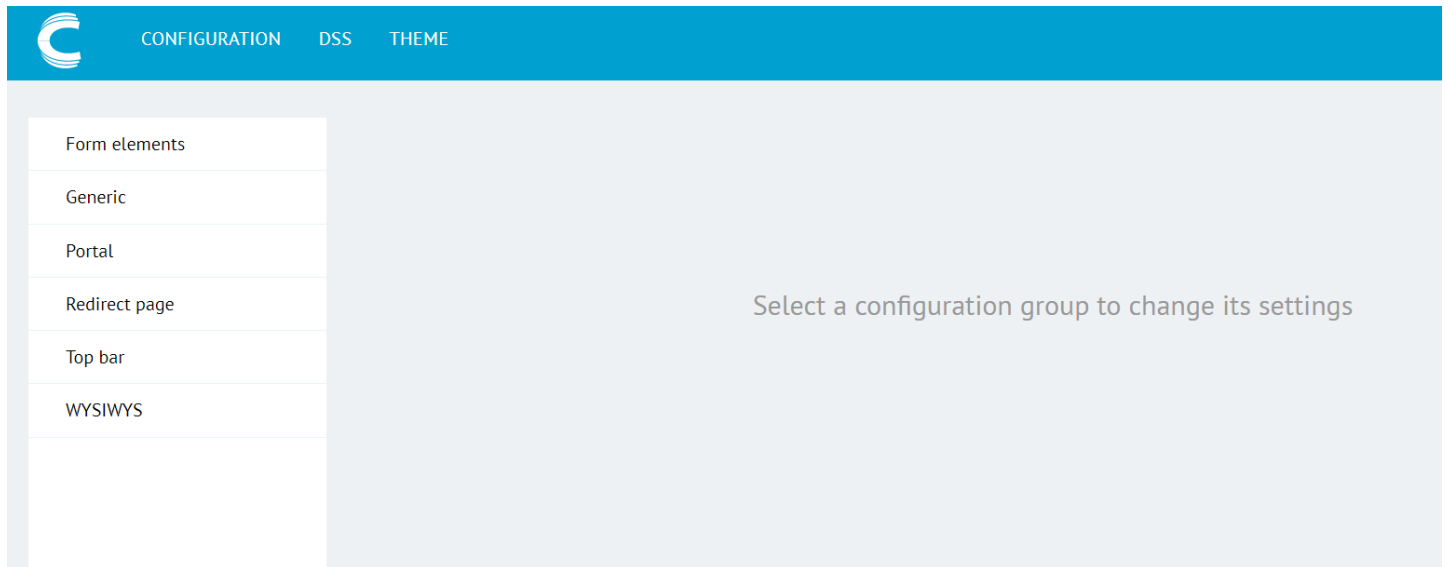 CONFIGURATION DSS THEME
Form elements
Generic
Portal
Redirect page
Top bar
WYSIWYS
Select a configuration group to change its settings